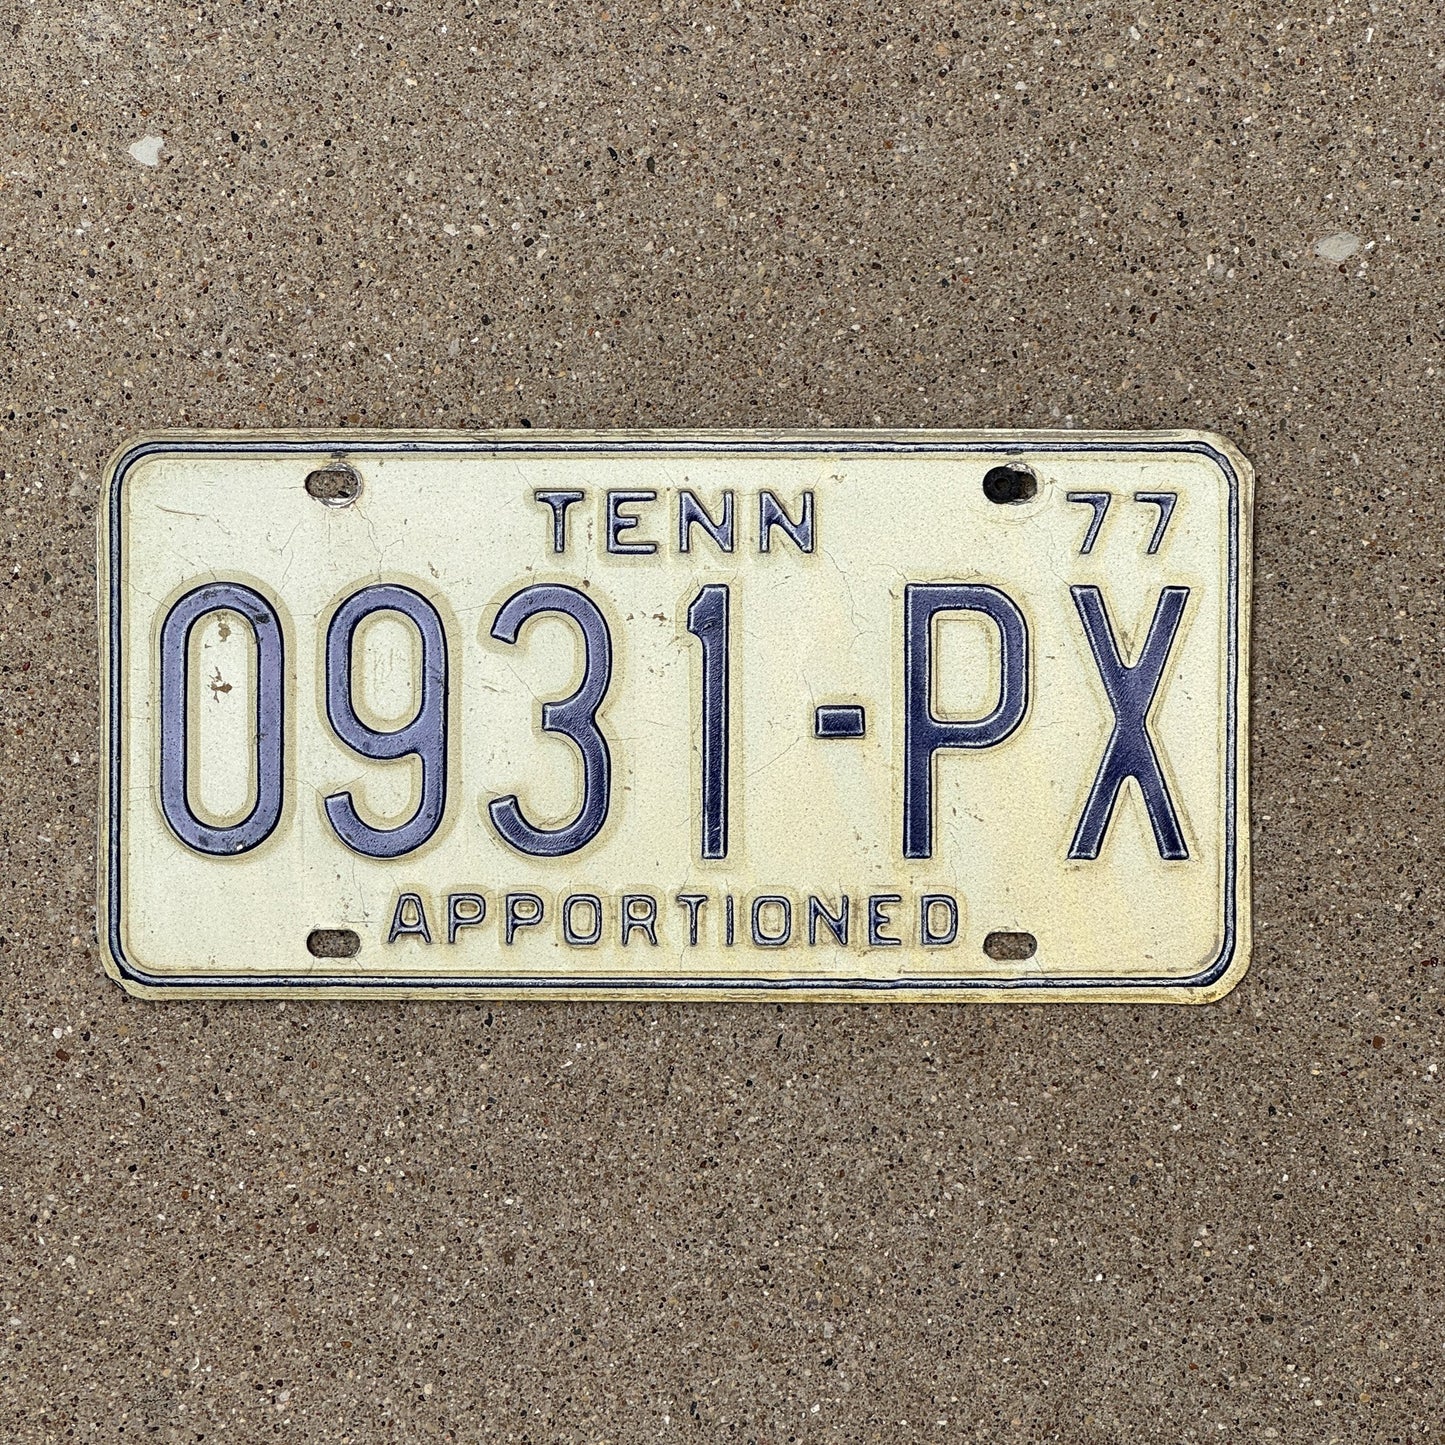 TENN 77
0931-PX
APPORTIONED